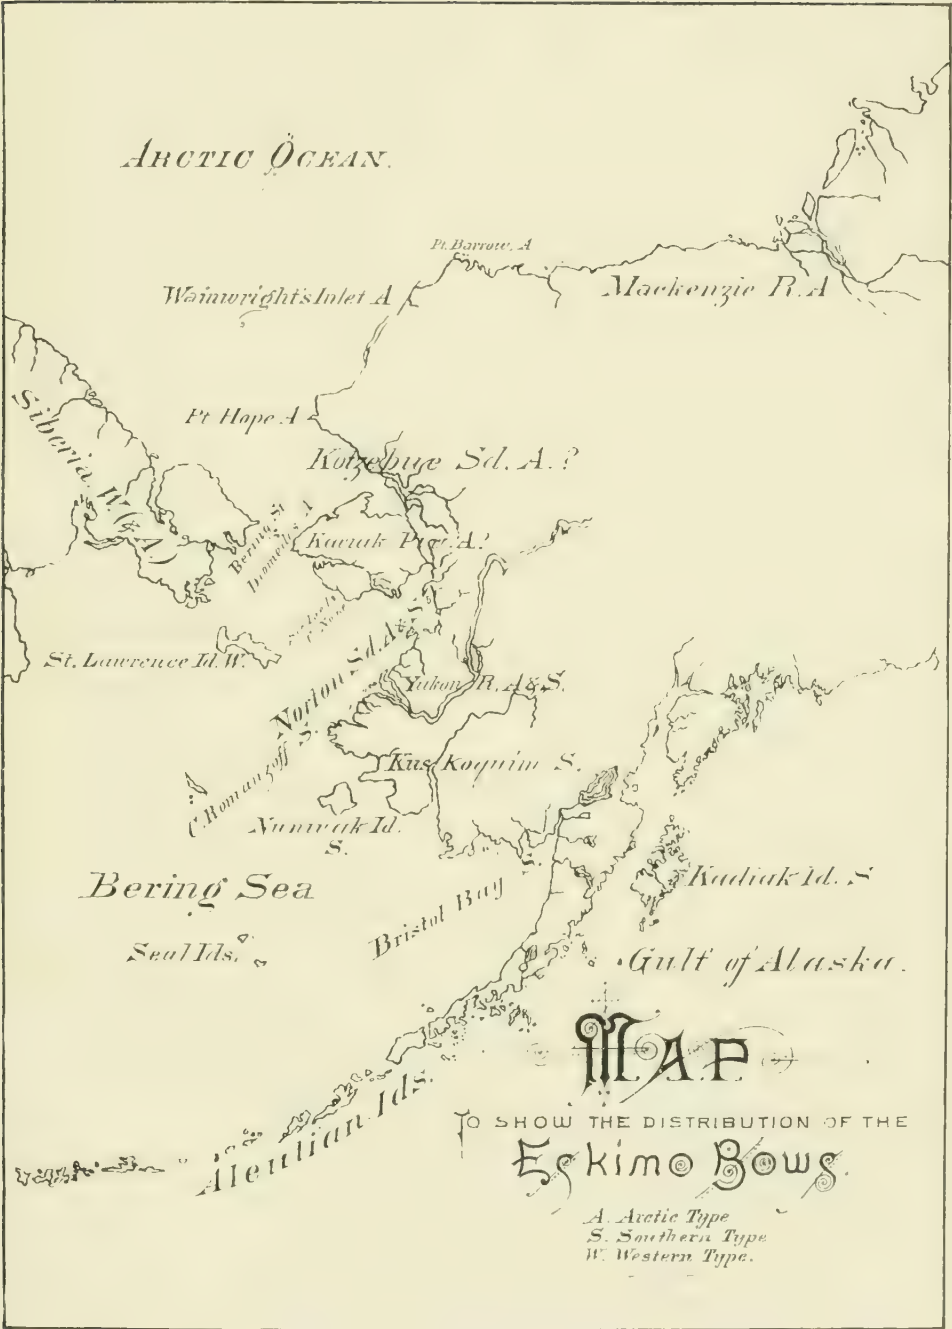 ARCTIC OCEAN.
Pt. Barrow. A
Wainwright's Inlet A
Mackenzie R. A
Pt Hope A
Siberia. W. (& A)
Kotzebue Sd. A. ?
Bering St
Diomedes A
Kaviak Pen. A?
St. Lawrence Id. W.
Norton Sd. A & S.
Yukon R. A & S.
C. Romanzoff S.
Kus Koquim S.
Nunivak Id.
S.
Bering Sea
Bristol Bay S.
Kadiak Id. S
Seal Ids.
Gulf of Alaska.
Aleutian Ids.
MAP
TO SHOW THE DISTRIBUTION OF THE
ESKIMO BOWS.
A. Arctic Type
S. Southern Type
W. Western Type.